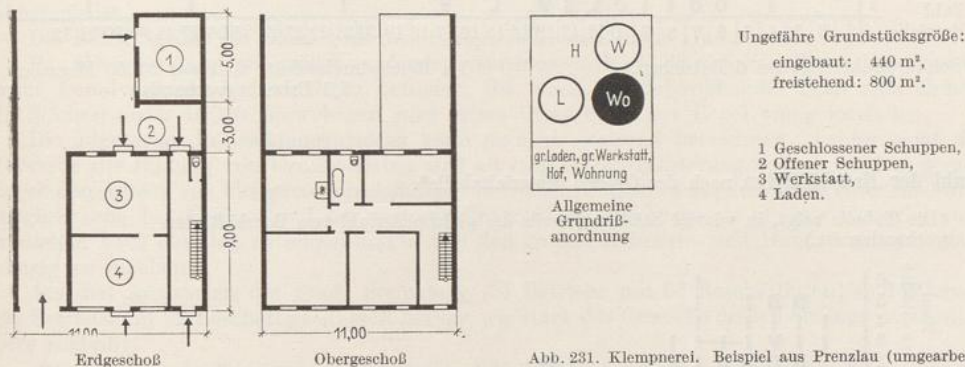 1
2
3
4
5,00
3,00
9,00
11,00
Erdgeschoß
11,00
Obergeschoß
H W
L Wo
gr.Laden, gr.Werkstatt,
Hof, Wohnung
Allgemeine
Grundriß-
anordnung
Ungefähre Grundstücksgröße:
eingebaut: 440 m²,
freistehend: 800 m².
1 Geschlossener Schuppen,
2 Offener Schuppen,
3 Werkstatt,
4 Laden.
Abb. 231. Klempnerei. Beispiel aus Prenzlau (umgearbe